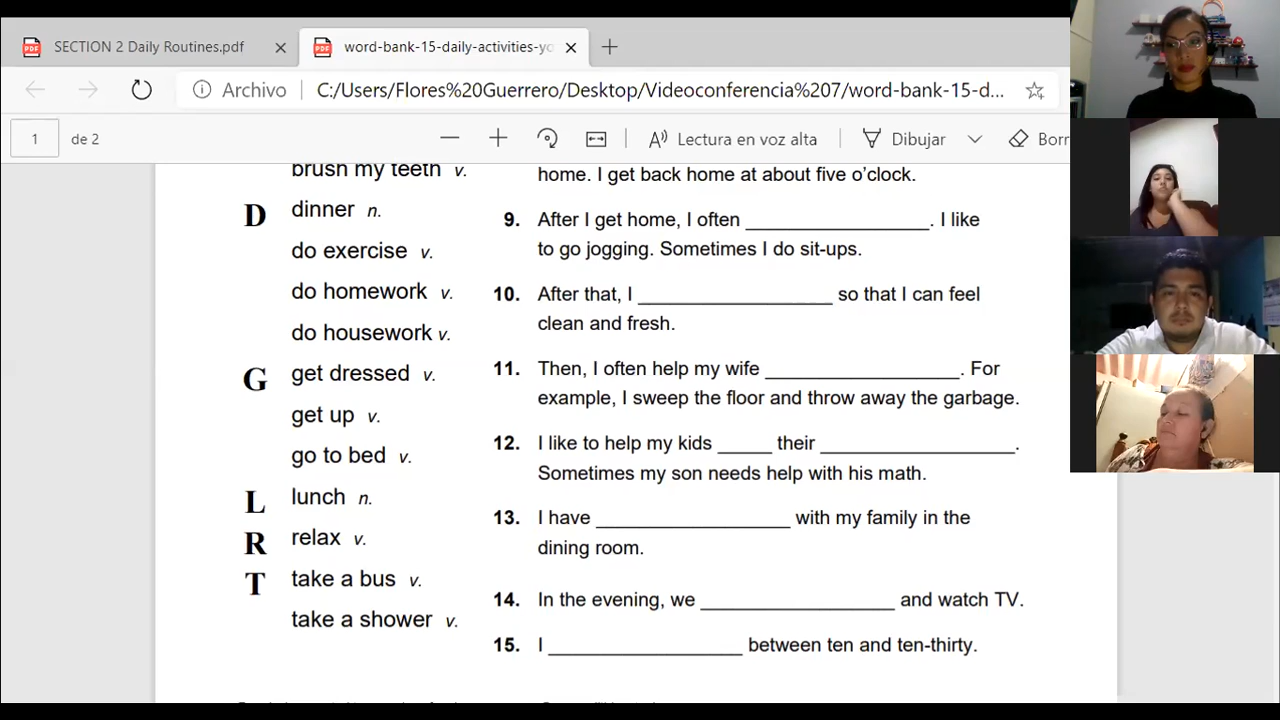 SECTION 2 Daily Routines.pdf
word-bank-15-daily-activities-yo
Archivo
C:/Users/Flores%20Guerrero/Desktop/Videoconferencia%207/word-bank-15-d...
1
de 2
Lectura en voz alta
Dibujar
Borr
brush my teeth v.
D dinner n.
do exercise v.
do homework v.
do housework v.
G get dressed v.
get up v.
go to bed v.
L lunch n.
R relax v.
T take a bus v.
take a shower v.
home. I get back home at about five o’clock.
9. After I get home, I often _________________. I like
to go jogging. Sometimes I do sit-ups.
10. After that, I __________________ so that I can feel
clean and fresh.
11. Then, I often help my wife __________________. For
example, I sweep the floor and throw away the garbage.
12. I like to help my kids _____ their __________________.
Sometimes my son needs help with his math.
13. I have __________________ with my family in the
dining room.
14. In the evening, we __________________ and watch TV.
15. I __________________ between ten and ten-thirty.